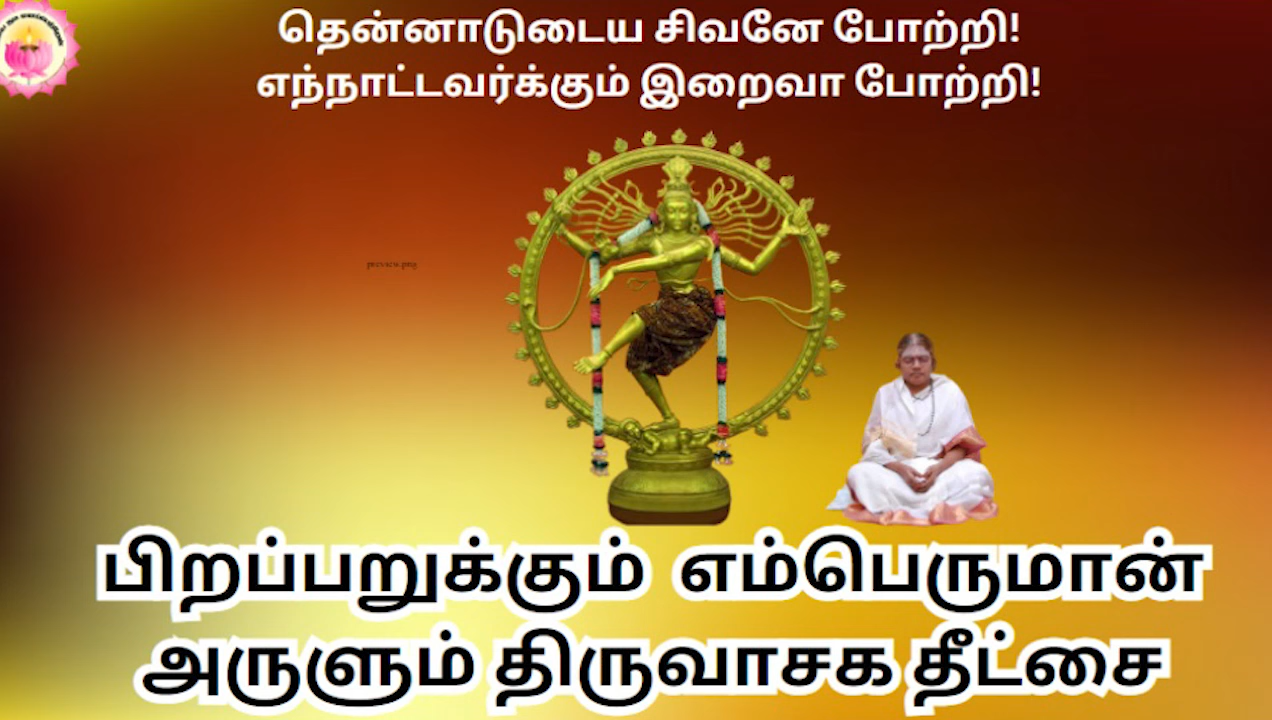 தென்னாடுடைய சிவனே போற்றி!
எந்நாட்டவர்க்கும் இறைவா போற்றி!
பிறப்பறுக்கும் எம்பெருமான்
அருளும் திருவாசக தீட்சை